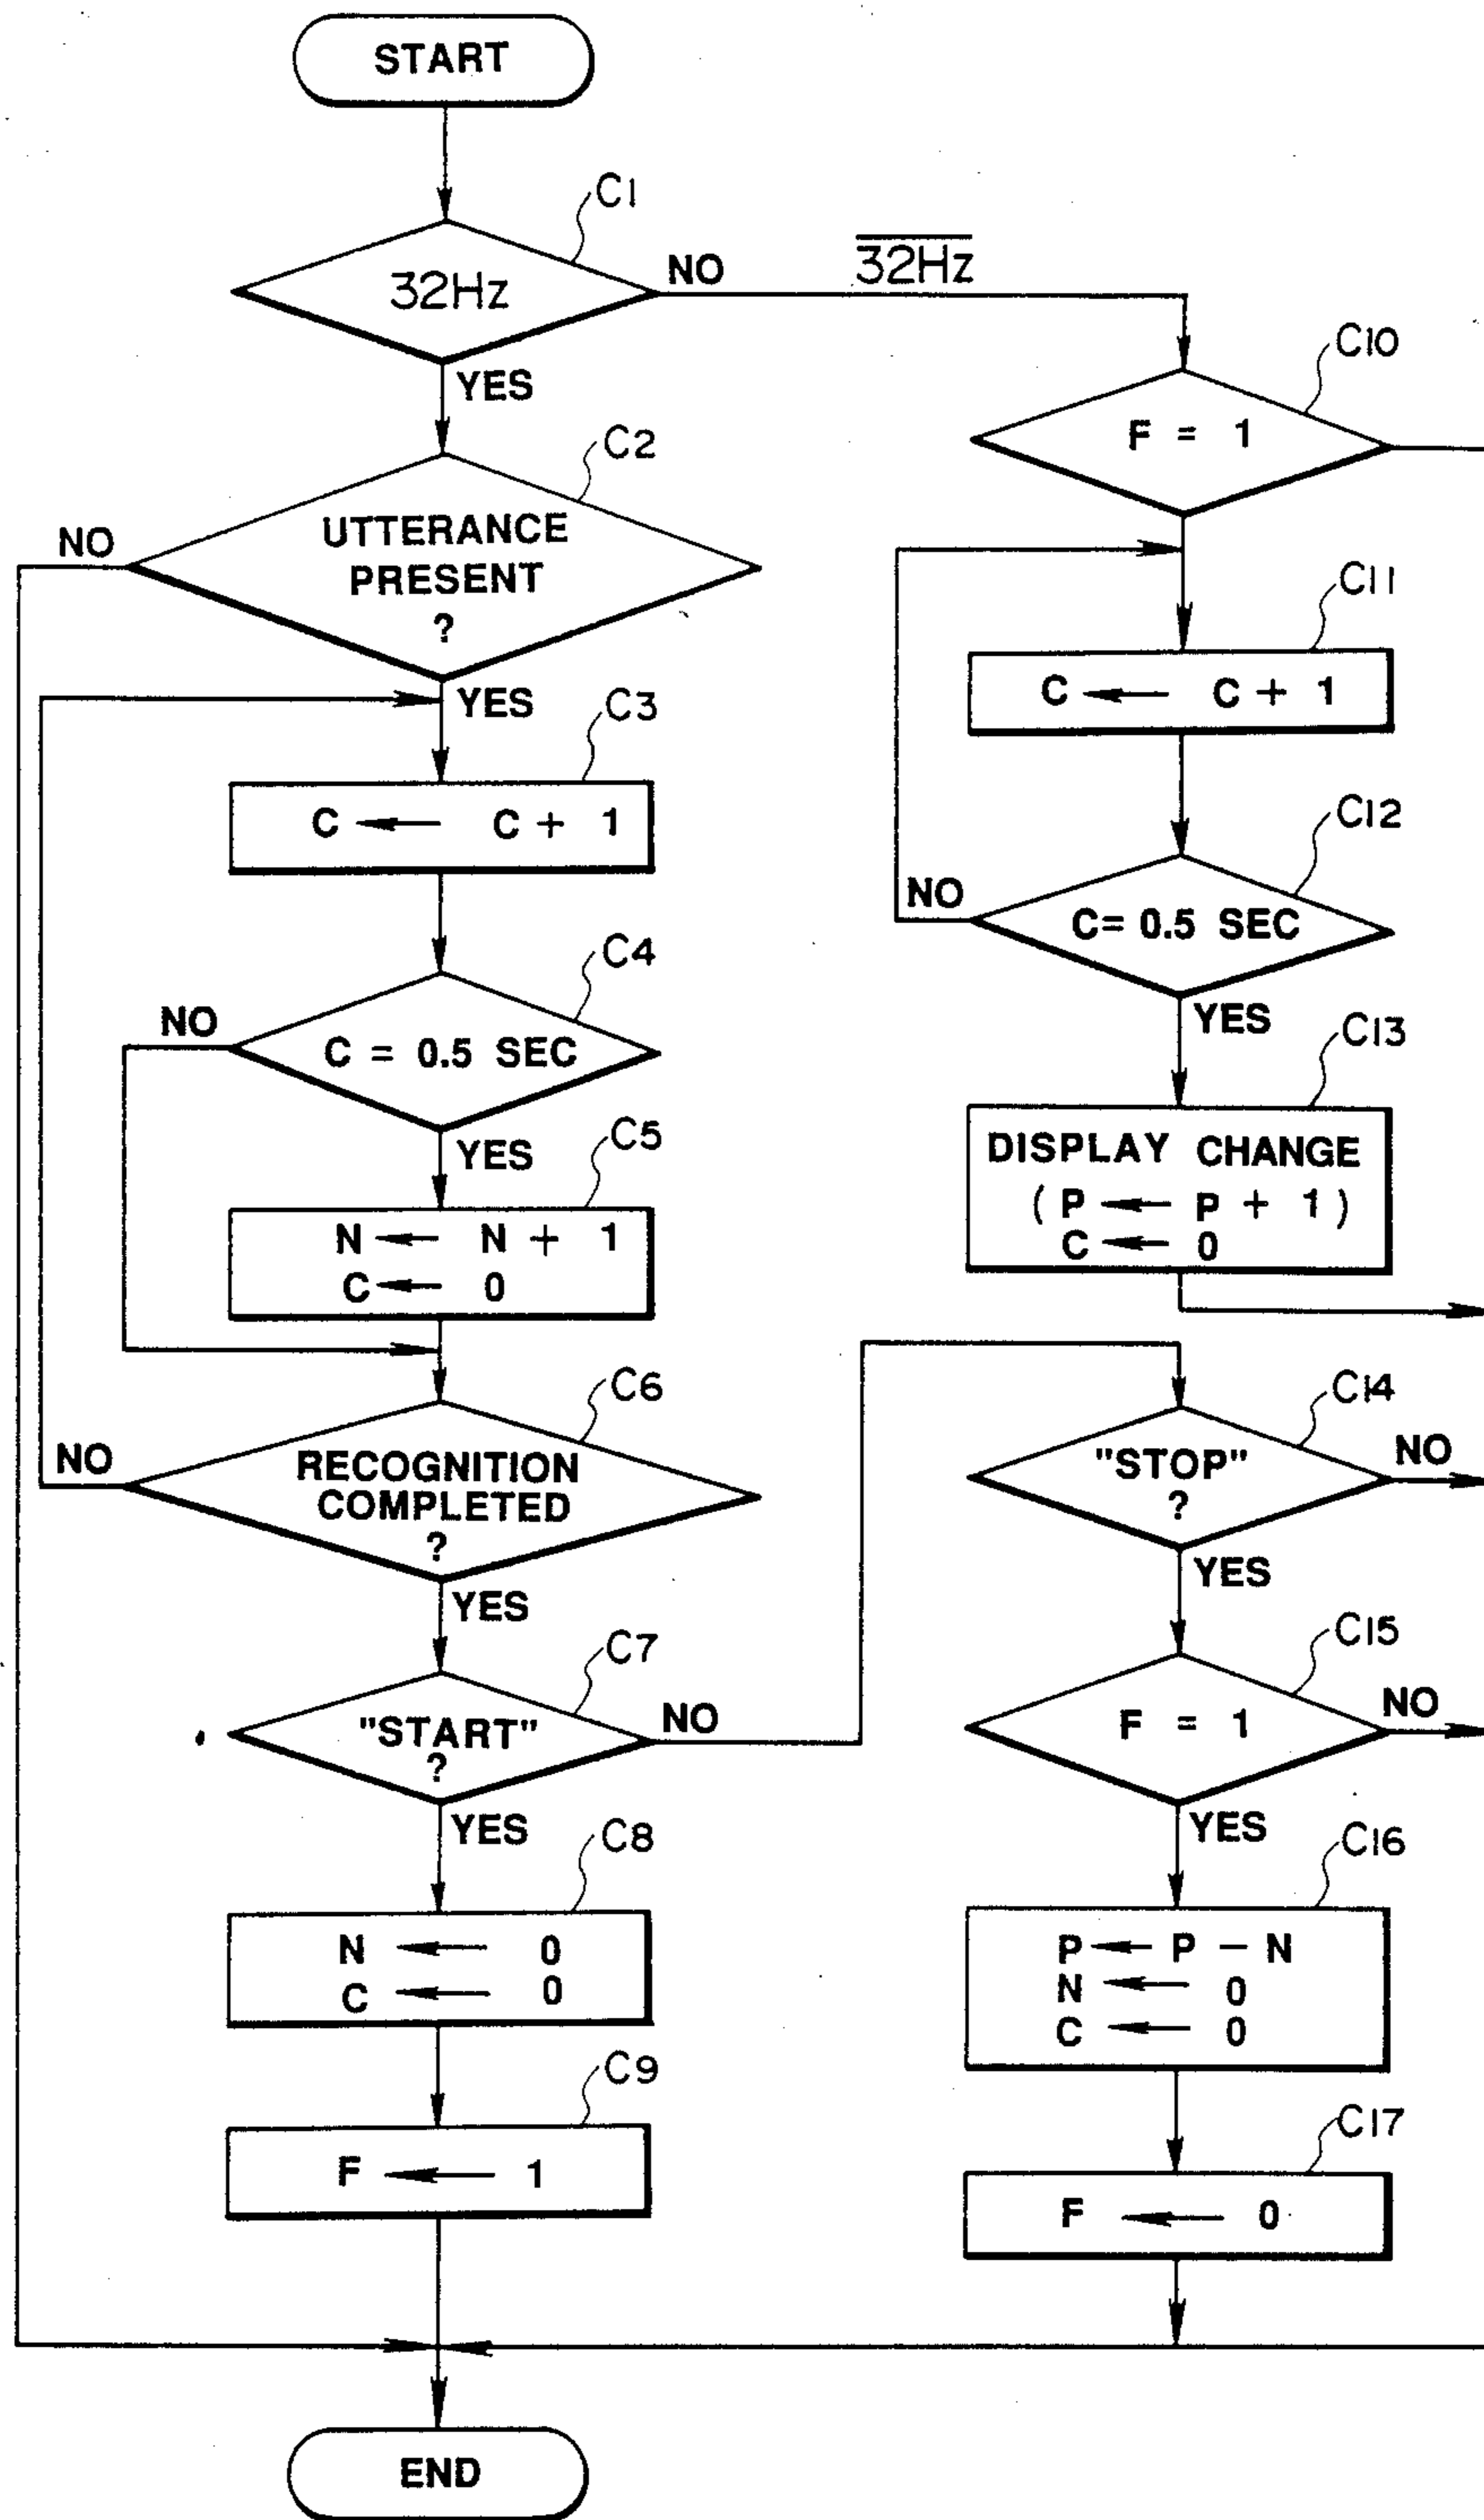 START
C1
32Hz
NO
32Hz
YES
C2
NO
UTTERANCE
PRESENT
?
YES
C3
C ← C + 1
C4
NO
C = 0.5 SEC
YES
C5
N ← N + 1
C ← 0
C6
NO
RECOGNITION
COMPLETED
?
YES
C7
"START"
?
NO
YES
C8
N ← 0
C ← 0
C9
F ← 1
END
C10
F = 1
C11
C ← C + 1
C12
NO
C = 0.5 SEC
YES
C13
DISPLAY CHANGE
( P ← P + 1 )
C ← 0
C14
"STOP"
?
NO
YES
C15
F = 1
NO
YES
C16
P ← P − N
N ← 0
C ← 0
C17
F ← 0